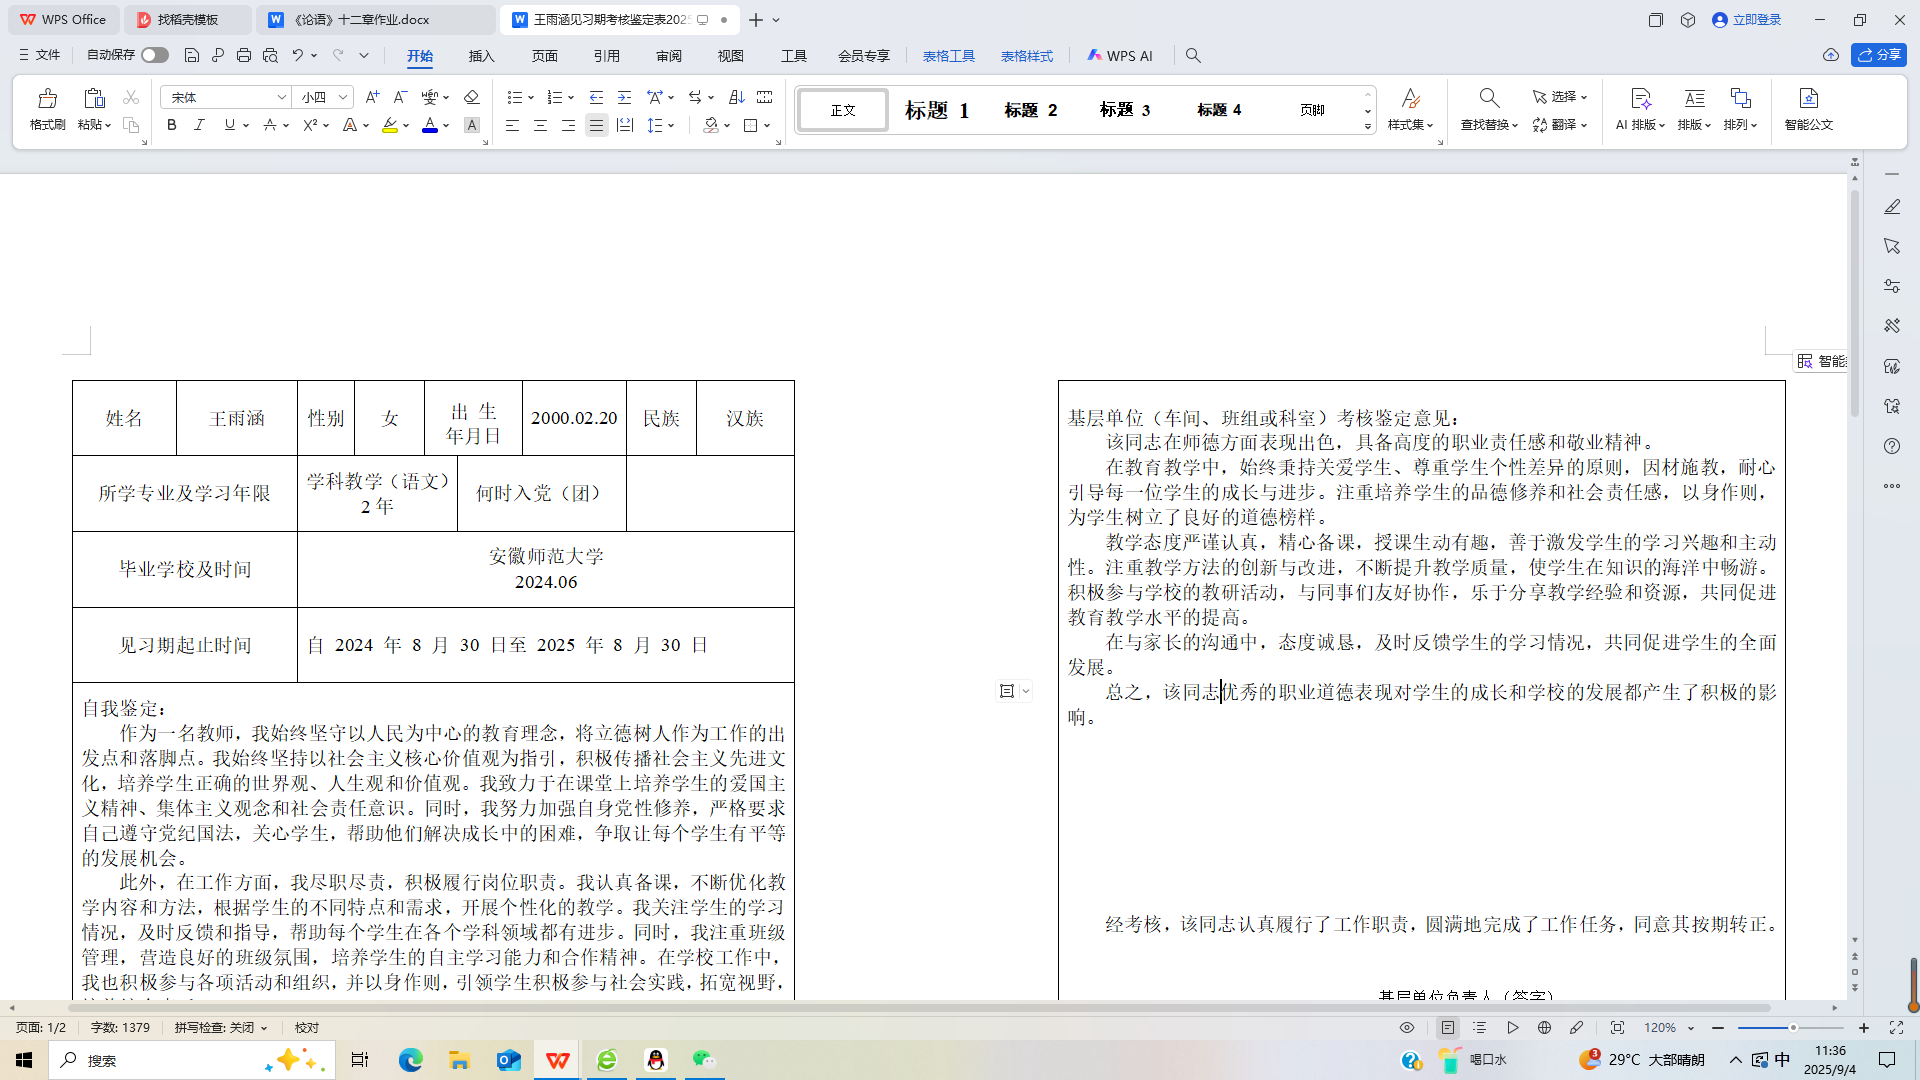 WPS Office
找稻壳模板
《论语》十二章作业.docx
王雨涵见习期考核鉴定表2025
立即登录
文件
自动保存
开始
插入
页面
引用
审阅
视图
工具
会员专享
表格工具
表格样式
WPS AI
分享
格式刷
粘贴
宋体
小四
正文
标题 1
标题 2
标题 3
标题 4
页脚
样式集
查找替换
选择
翻译
AI 排版
排版
排列
智能公文
智能
姓名
王雨涵
性别
女
出 生
年月日
2000.02.20
民族
汉族
所学专业及学习年限
学科教学（语文）
2 年
何时入党（团）
毕业学校及时间
安徽师范大学
2024.06
见习期起止时间
自 2024 年 8 月 30 日至 2025 年 8 月 30 日
自我鉴定：
作为一名教师，我始终坚守以人民为中心的教育理念，将立德树人作为工作的出
发点和落脚点。我始终坚持以社会主义核心价值观为指引，积极传播社会主义先进文
化，培养学生正确的世界观、人生观和价值观。我致力于在课堂上培养学生的爱国主
义精神、集体主义观念和社会责任意识。同时，我努力加强自身党性修养，严格要求
自己遵守党纪国法，关心学生，帮助他们解决成长中的困难，争取让每个学生有平等
的发展机会。
此外，在工作方面，我尽职尽责，积极履行岗位职责。我认真备课，不断优化教
学内容和方法，根据学生的不同特点和需求，开展个性化的教学。我关注学生的学习
情况，及时反馈和指导，帮助每个学生在各个学科领域都有进步。同时，我注重班级
管理，营造良好的班级氛围，培养学生的自主学习能力和合作精神。在学校工作中，
我也积极参与各项活动和组织，并以身作则，引领学生积极参与社会实践，拓宽视野，
基层单位（车间、班组或科室）考核鉴定意见：
该同志在师德方面表现出色，具备高度的职业责任感和敬业精神。
在教育教学中，始终秉持关爱学生、尊重学生个性差异的原则，因材施教，耐心
引导每一位学生的成长与进步。注重培养学生的品德修养和社会责任感，以身作则，
为学生树立了良好的道德榜样。
教学态度严谨认真，精心备课，授课生动有趣，善于激发学生的学习兴趣和主动
性。注重教学方法的创新与改进，不断提升教学质量，使学生在知识的海洋中畅游。
积极参与学校的教研活动，与同事们友好协作，乐于分享教学经验和资源，共同促进
教育教学水平的提高。
在与家长的沟通中，态度诚恳，及时反馈学生的学习情况，共同促进学生的全面
发展。
总之，该同志优秀的职业道德表现对学生的成长和学校的发展都产生了积极的影
响。
经考核，该同志认真履行了工作职责，圆满地完成了工作任务，同意其按期转正。
基层单位负责人（签字）
页面: 1/2
字数: 1379
拼写检查: 关闭
校对
120%
搜索
喝口水
3
29°C 大部晴朗
中
11:36
2025/9/4